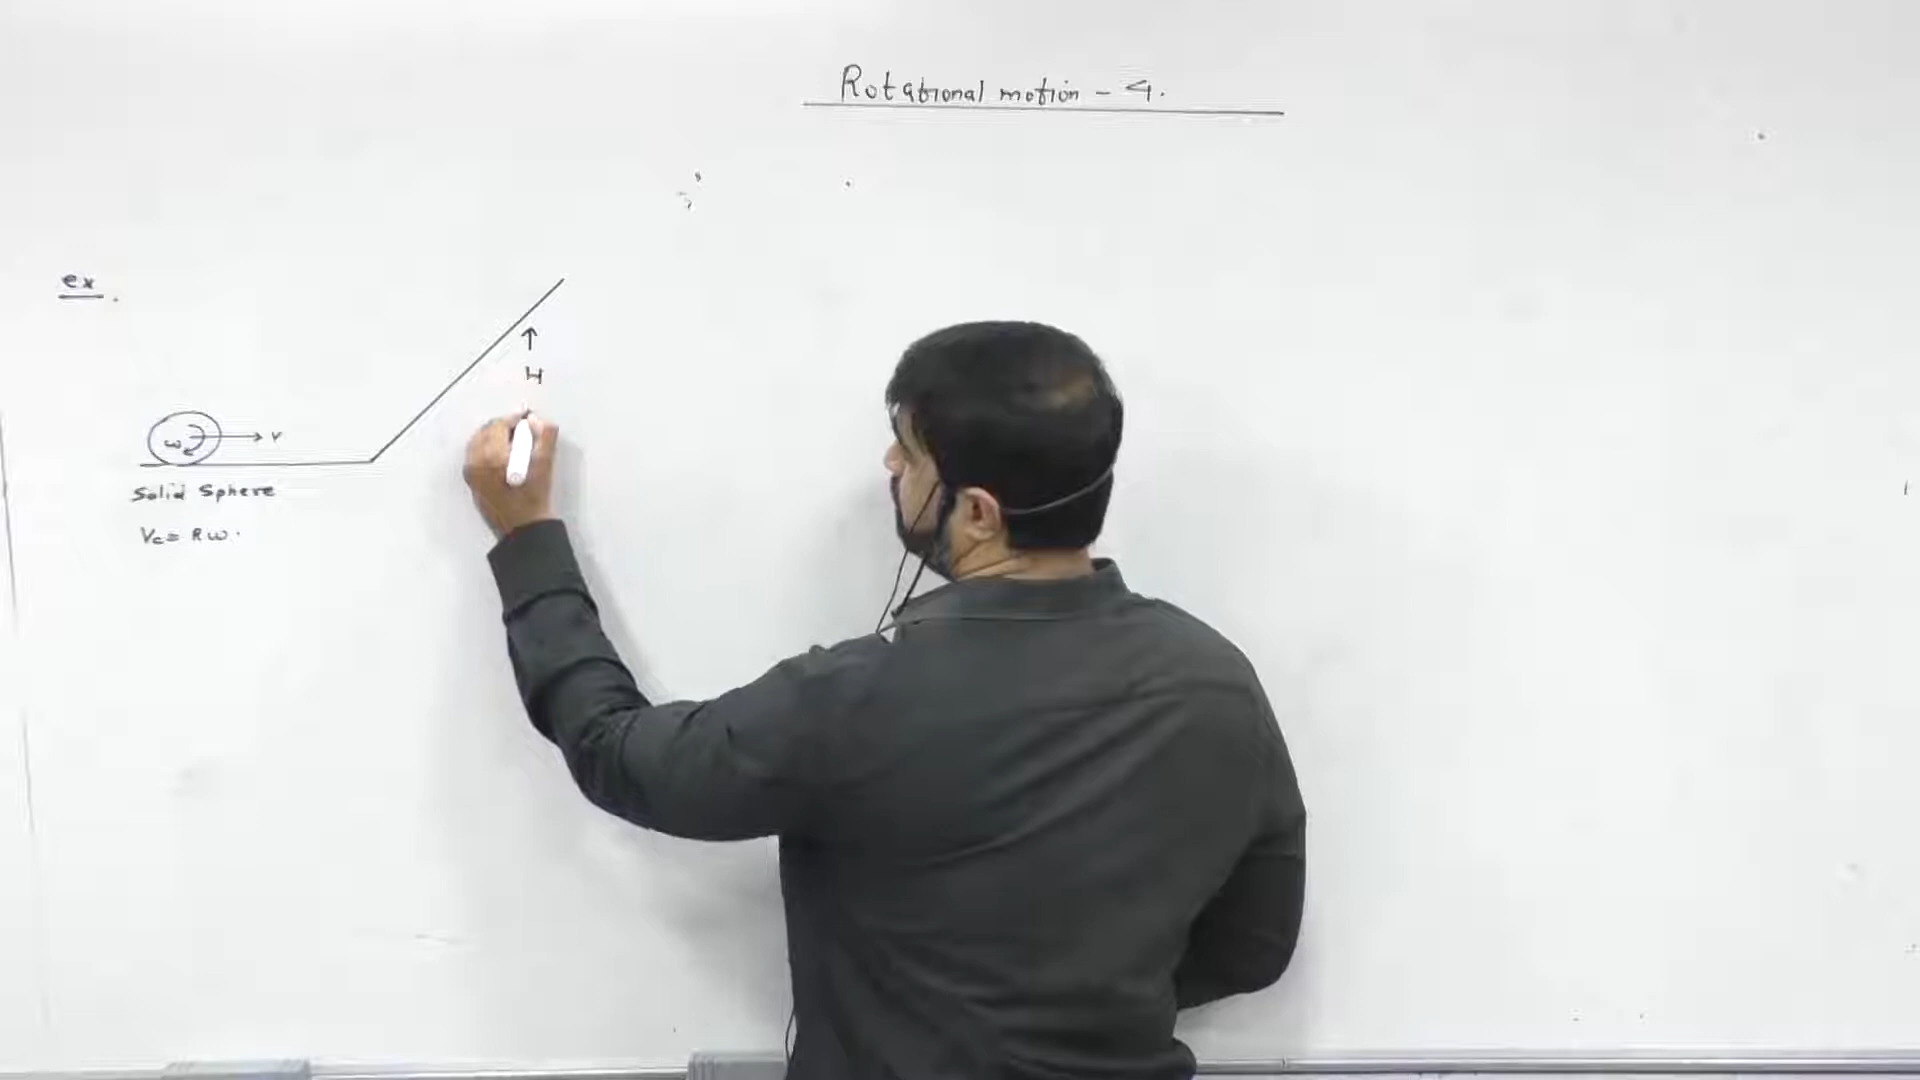 Rotational motion - 4.
ex.
H
ω
v
Solid Sphere
Vc = Rω.